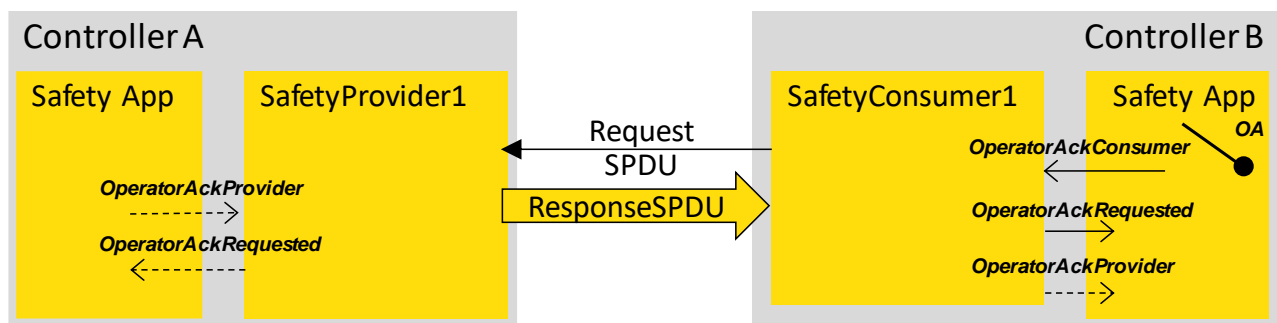 Controller A
Controller B
Safety App
SafetyProvider1
SafetyConsumer1
Safety App
OA
Request
SPDU
ResponseSPDU
OperatorAckProvider
OperatorAckRequested
OperatorAckConsumer
OperatorAckRequested
OperatorAckProvider